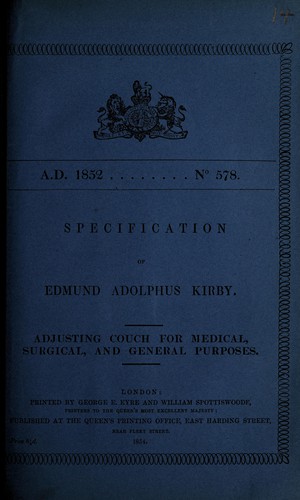 A.D. 1852 . . . . . . . . Nº 578.
SPECIFICATION
OF
EDMUND ADOLPHUS KIRBY.
ADJUSTING COUCH FOR MEDICAL,
SURGICAL, AND GENERAL PURPOSES.
LONDON:
PRINTED BY GEORGE E. EYRE AND WILLIAM SPOTTISWOODE,
PRINTERS TO THE QUEEN'S MOST EXCELLENT MAJESTY:
PUBLISHED AT THE QUEEN'S PRINTING OFFICE, EAST HARDING STREET,
NEAR FLEET STREET.
1854.